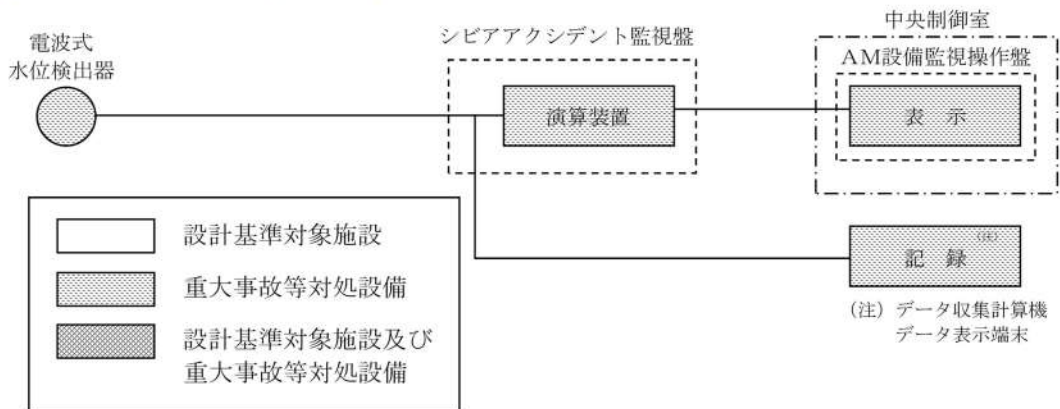 電波式
水位検出器
シビアアクシデント監視盤
演算装置
中央制御室
AM設備監視操作盤
表 示
記 録
(注)
(注) データ収集計算機
データ表示端末
設計基準対象施設
重大事故等対処設備
設計基準対象施設及び
重大事故等対処設備